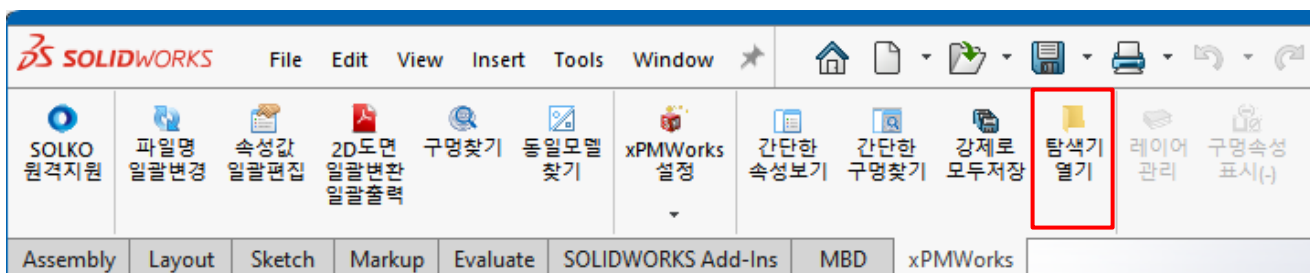 SOLIDWORKS File Edit View Insert Tools Window
SOLKO 파일명 속성값 2D도면 구멍찾기 동일모델 xPMWorks 간단한 간단한 강제로 탐색기 레이어 구멍속성
원격지원 일괄변경 일괄편집 일괄변환 찾기 설정 속성보기 구멍찾기 모두저장 열기 관리 표시(-)
일괄출력
Assembly Layout Sketch Markup Evaluate SOLIDWORKS Add-Ins MBD xPMWorks